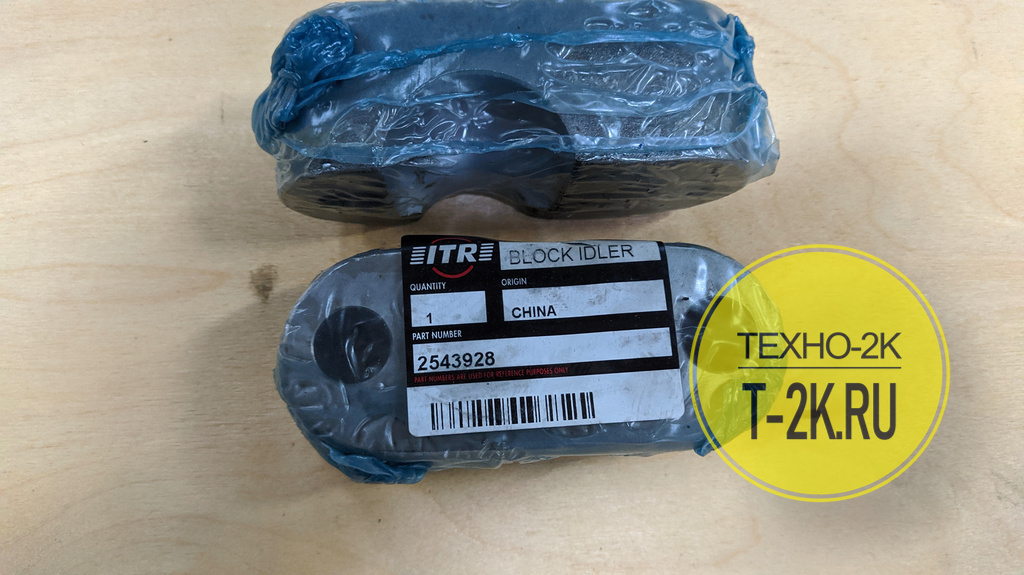 ITR
BLOCK IDLER
QUANTITY
ORIGIN
1
CHINA
PART NUMBER
2543928
PART NUMBERS ARE USED FOR REFERENCE PURPOSES ONLY
ТЕХНО-2К
T-2K.RU